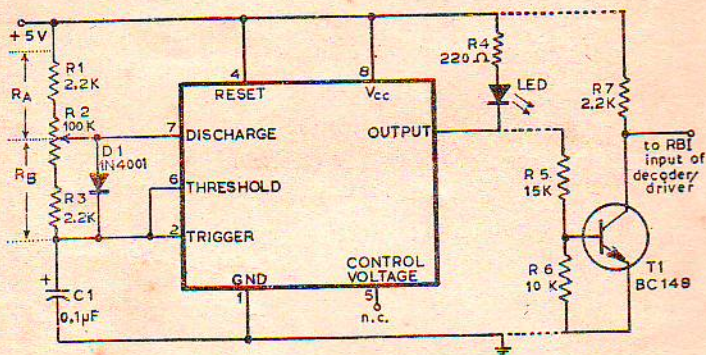 +5V
R1
2.2K
RA
R2
100K
RB
D1
1N4001
R3
2.2K
+
C1
0.1µF
4
RESET
8
Vcc
7
DISCHARGE
OUTPUT
6
THRESHOLD
2
TRIGGER
GND
1
CONTROL
VOLTAGE
5
n.c.
R4
220Ω
LED
R7
2.2K
to RBI
input of
decoder/
driver
R5
15K
R6
10 K
T1
BC148